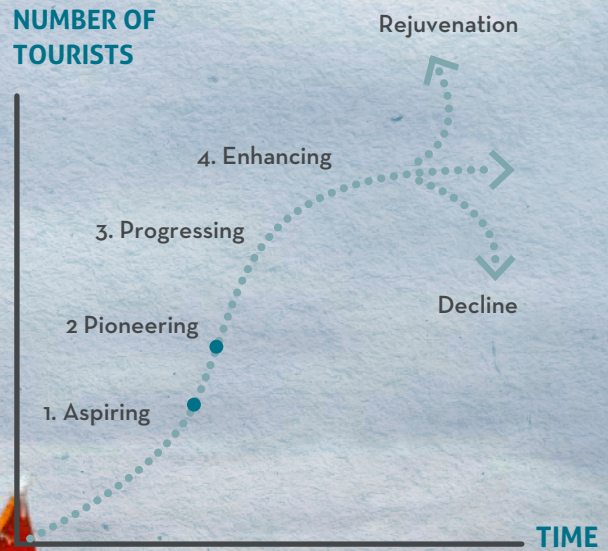 NUMBER OF
TOURISTS
Rejuvenation
4. Enhancing
3. Progressing
Decline
2 Pioneering
1. Aspiring
TIME